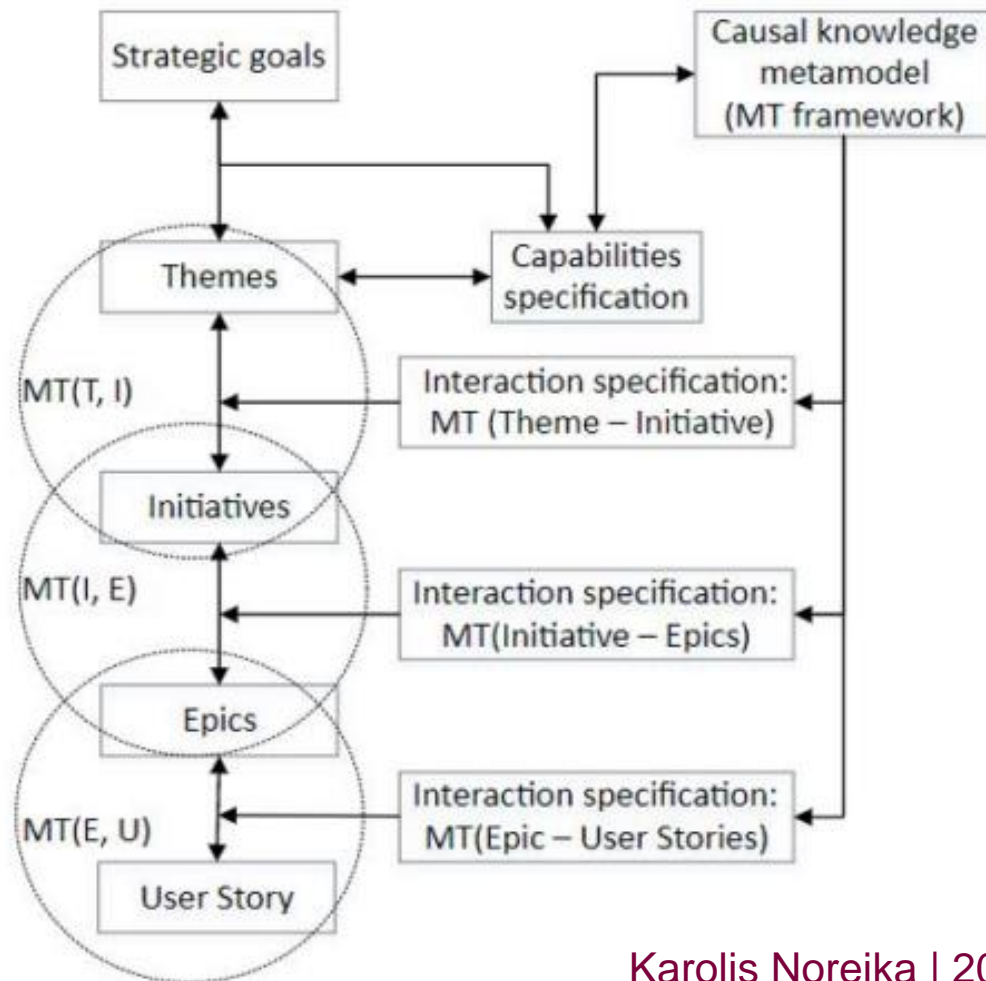 Strategic goals
Causal knowledge
metamodel
(MT framework)
Themes
Capabilities
specification
MT(T, I)
Interaction specification:
MT (Theme – Initiative)
Initiatives
MT(I, E)
Interaction specification:
MT(Initiative – Epics)
Epics
Interaction specification:
MT(Epic – User Stories)
MT(E, U)
User Story
Karolis Noreika | 20